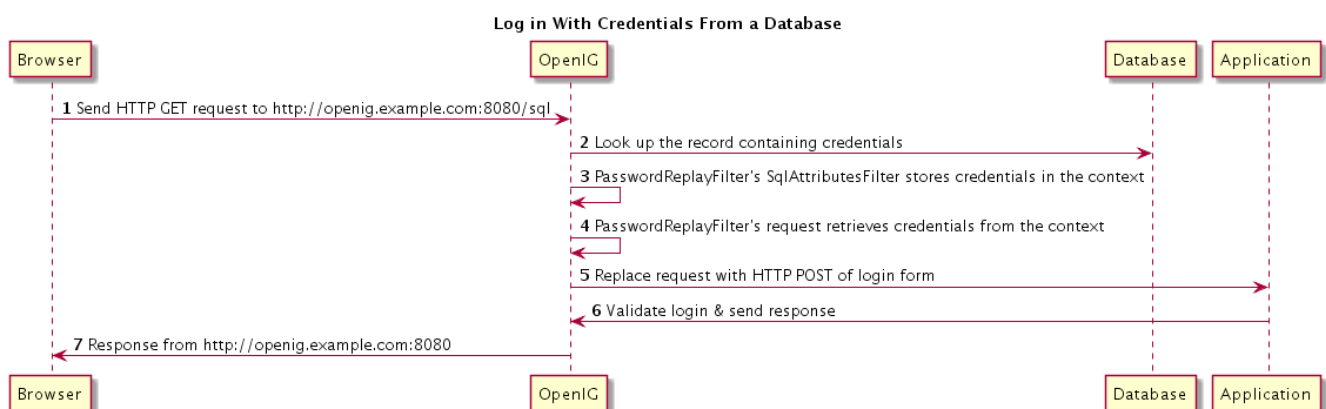 Log in With Credentials From a Database
Browser OpenIG Database Application
1 Send HTTP GET request to http://openig.example.com:8080/sql
2 Look up the record containing credentials
3 PasswordReplayFilter's SqlAttributesFilter stores credentials in the context
4 PasswordReplayFilter's request retrieves credentials from the context
5 Replace request with HTTP POST of login form
6 Validate login & send response
7 Response from http://openig.example.com:8080
Browser OpenIG Database Application